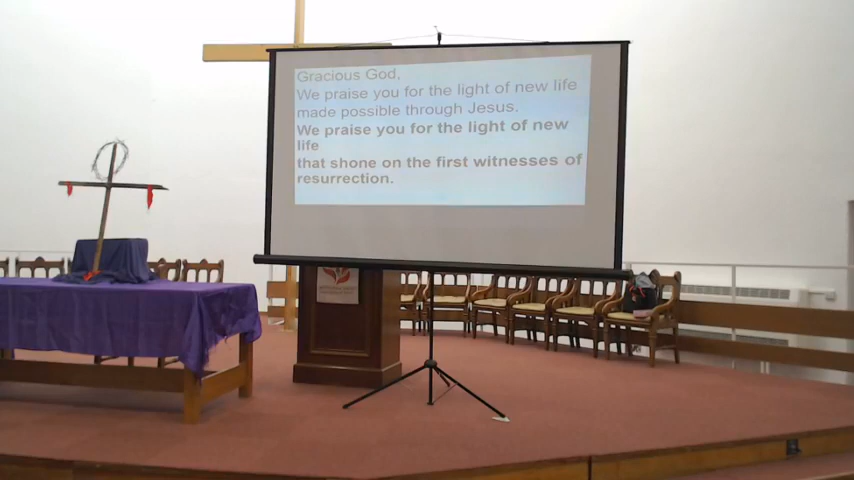 Gracious God,
We praise you for the light of new life
made possible through Jesus.
We praise you for the light of new
life
that shone on the first witnesses of
resurrection.